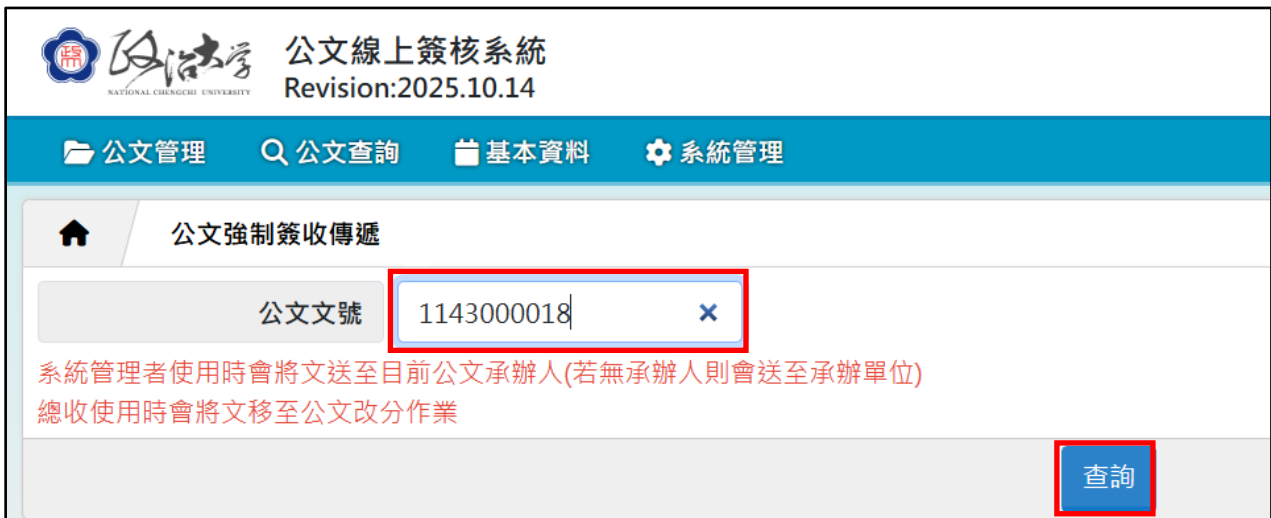 政治大學
NATIONAL CHENGCHI UNIVERSITY
公文線上簽核系統
Revision:2025.10.14
公文管理 公文查詢 基本資料 系統管理
公文強制簽收傳遞
公文文號 1143000018
系統管理者使用時會將文送至目前公文承辦人(若無承辦人則會送至承辦單位)
總收使用時會將文移至公文改分作業
查詢